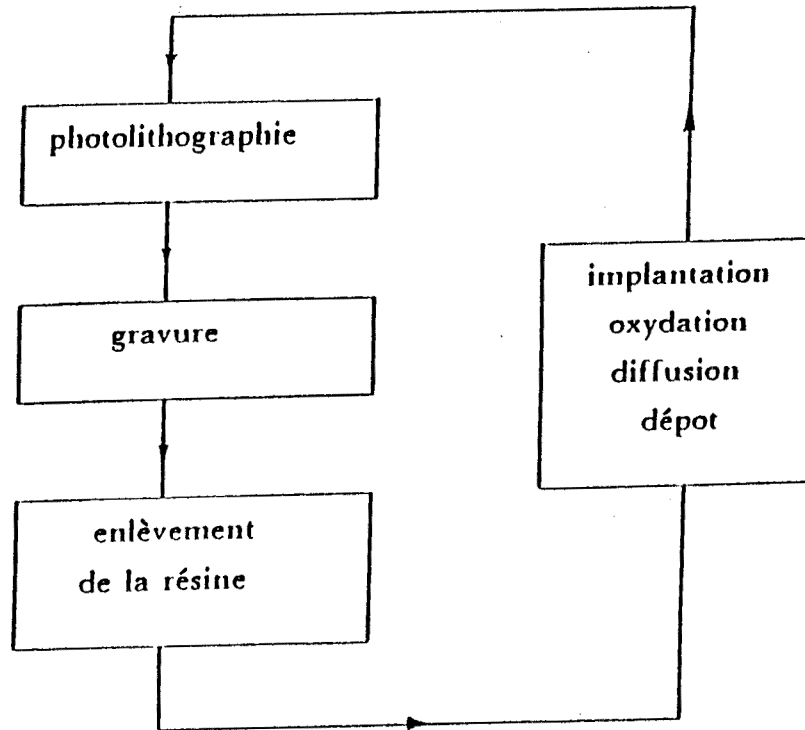 photolithographie
gravure
enlèvement
de la résine
implantation
oxydation
diffusion
dépot